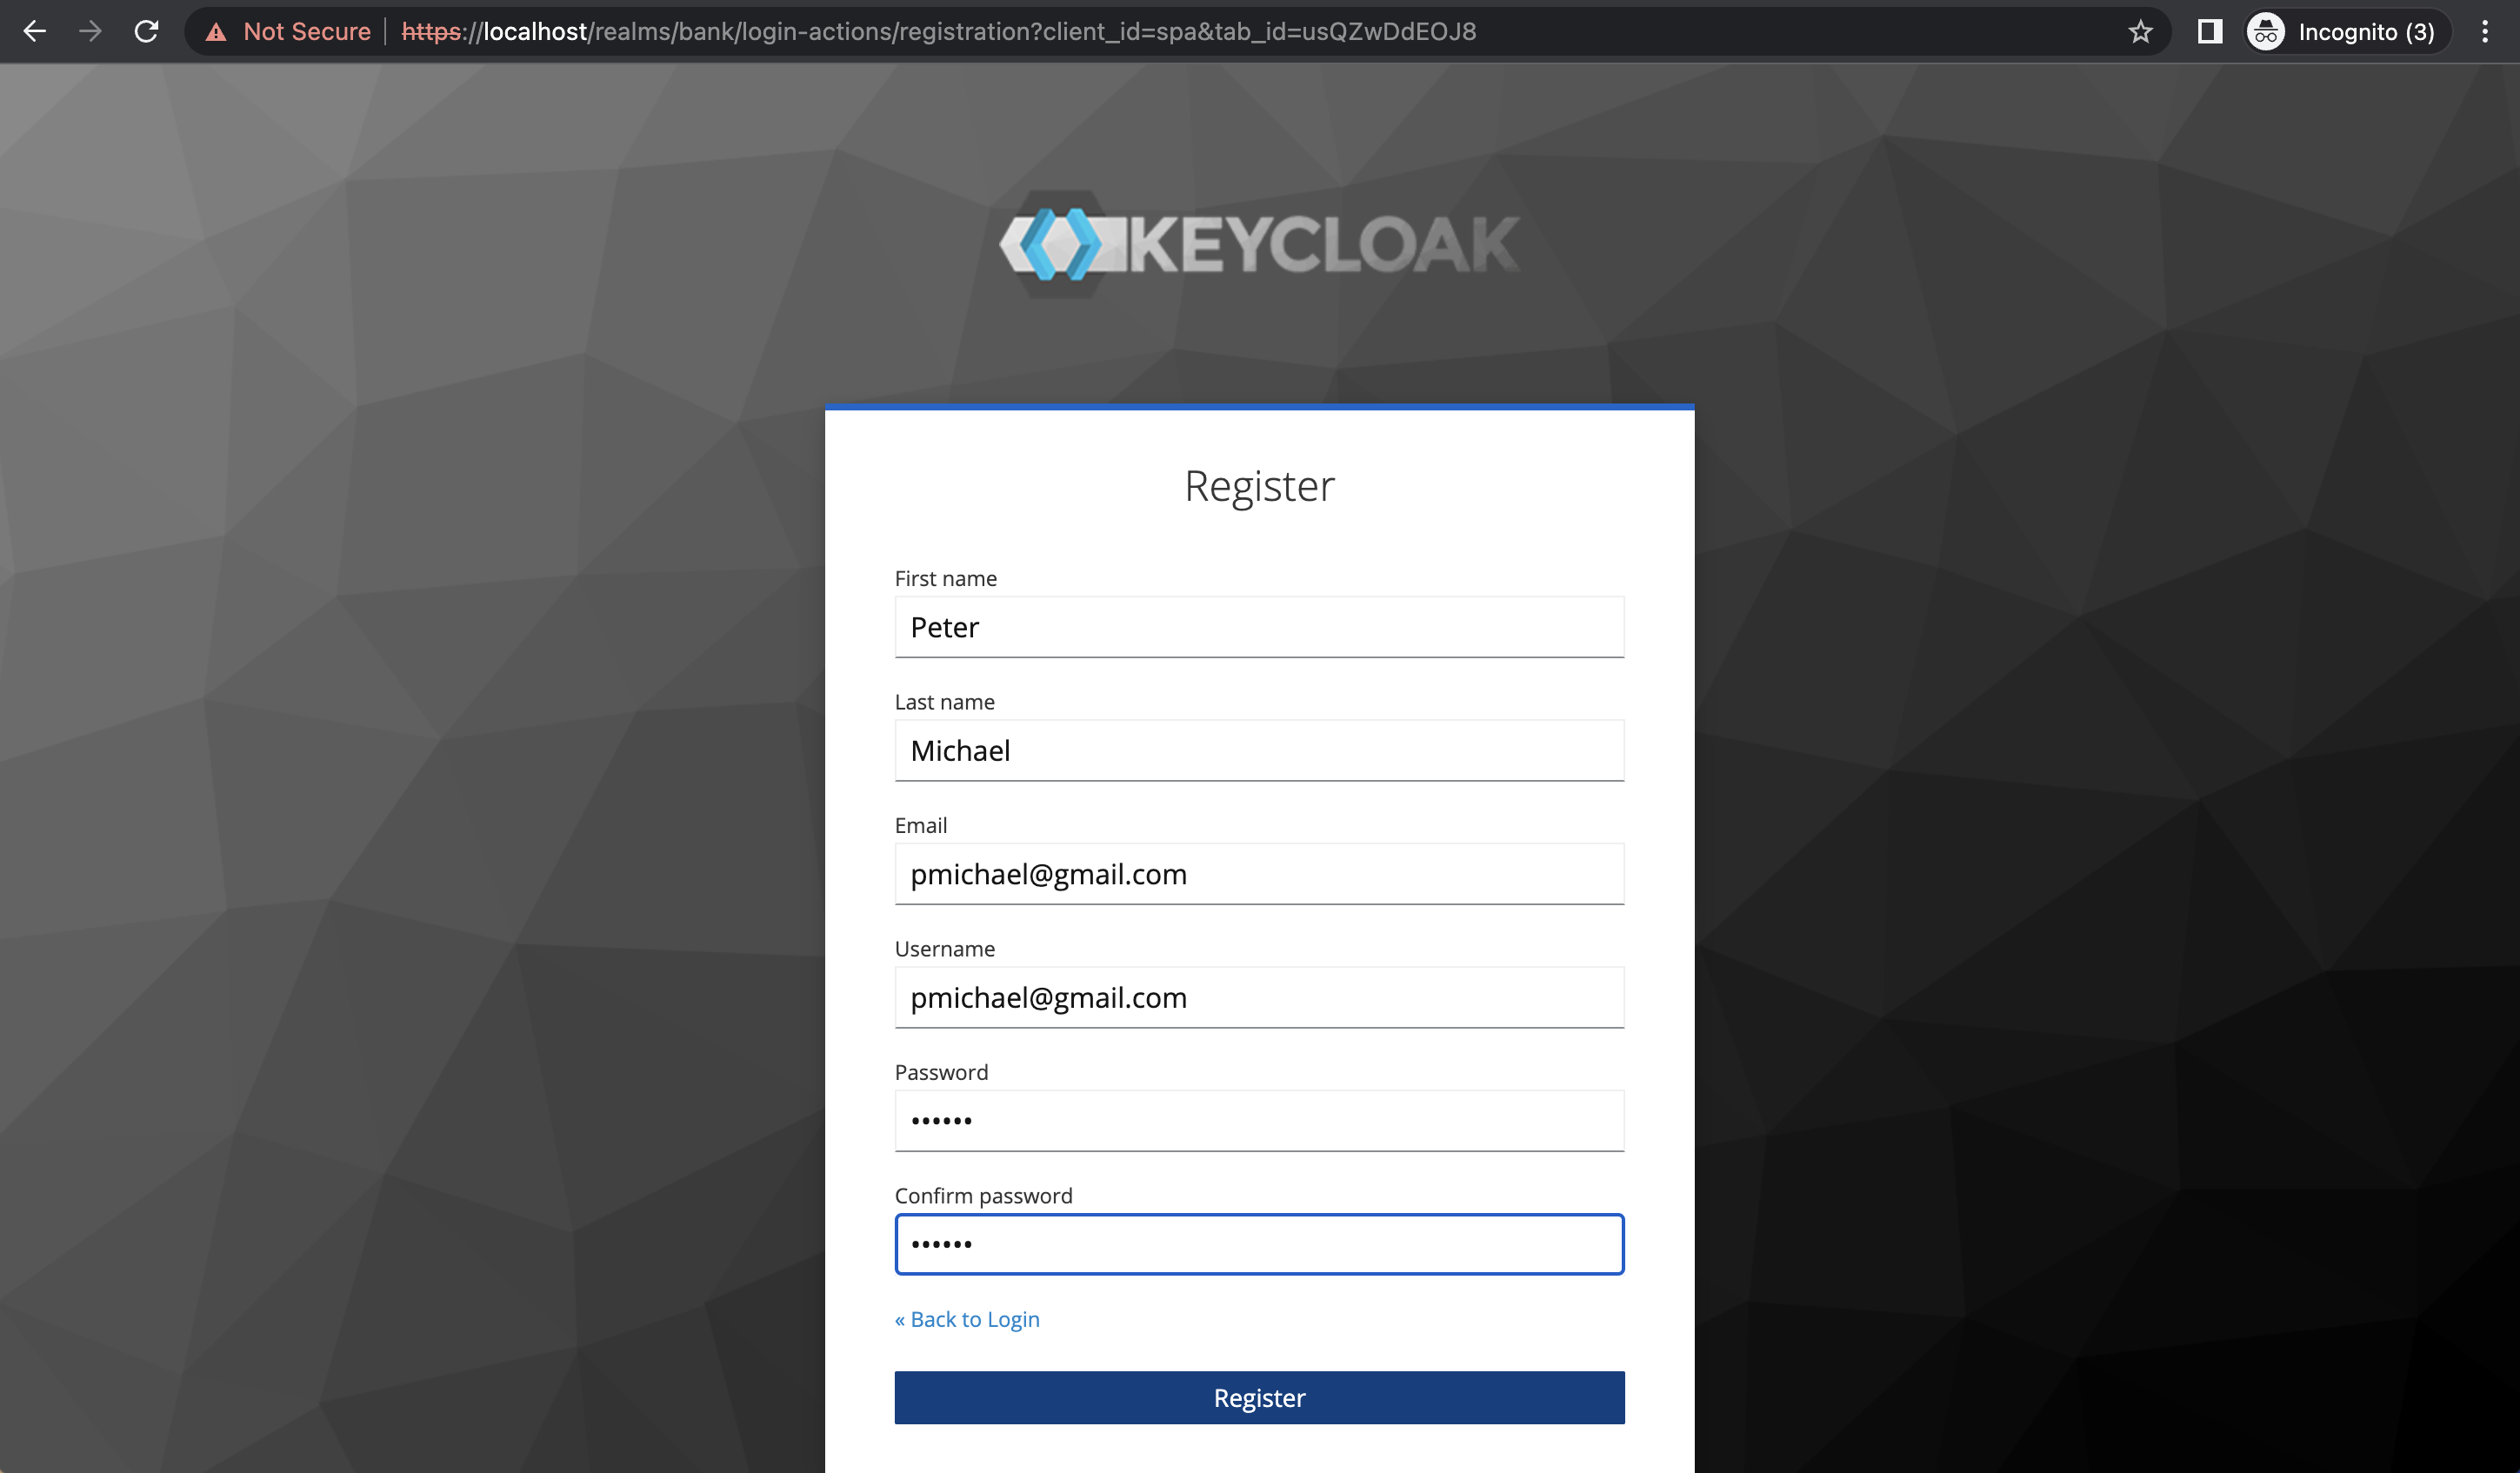 Not Secure https://localhost/realms/bank/login-actions/registration?client_id=spa&tab_id=usQZwDdEOJ8 Incognito (3)
KEYCLOAK
Register
First name
Peter
Last name
Michael
Email
pmichael@gmail.com
Username
pmichael@gmail.com
Password
••••••
Confirm password
••••••
« Back to Login
Register